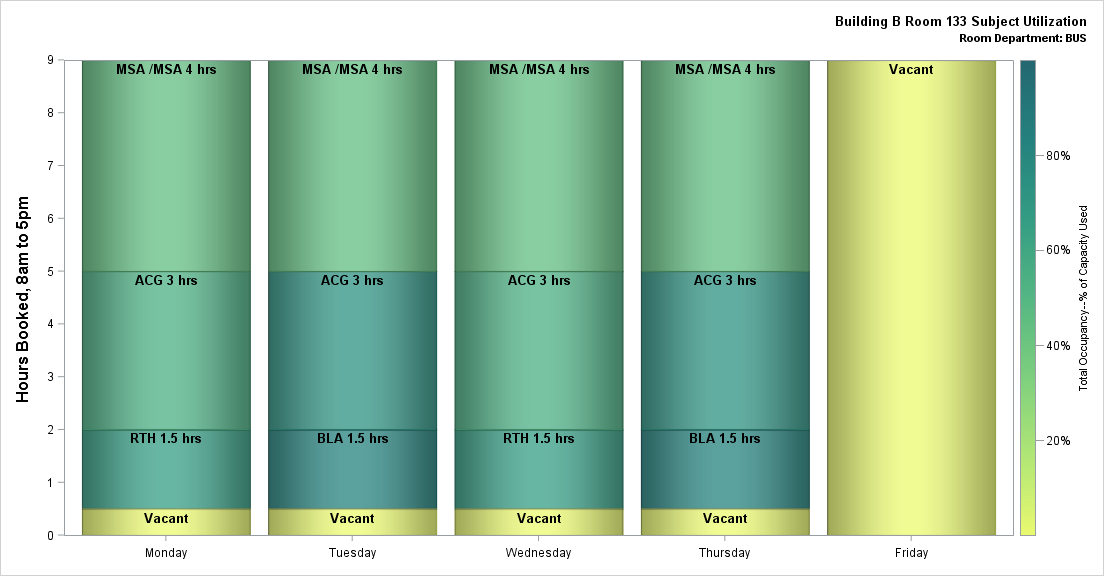 Building B Room 133 Subject Utilization
Room Department: BUS
Hours Booked, 8am to 5pm
9
8
7
6
5
4
3
2
1
0
MSA /MSA 4 hrs
ACG 3 hrs
RTH 1.5 hrs
Vacant
MSA /MSA 4 hrs
ACG 3 hrs
BLA 1.5 hrs
Vacant
MSA /MSA 4 hrs
ACG 3 hrs
RTH 1.5 hrs
Vacant
MSA /MSA 4 hrs
ACG 3 hrs
BLA 1.5 hrs
Vacant
Vacant
Monday
Tuesday
Wednesday
Thursday
Friday
80%
60%
40%
20%
Total Occupancy--% of Capacity Used